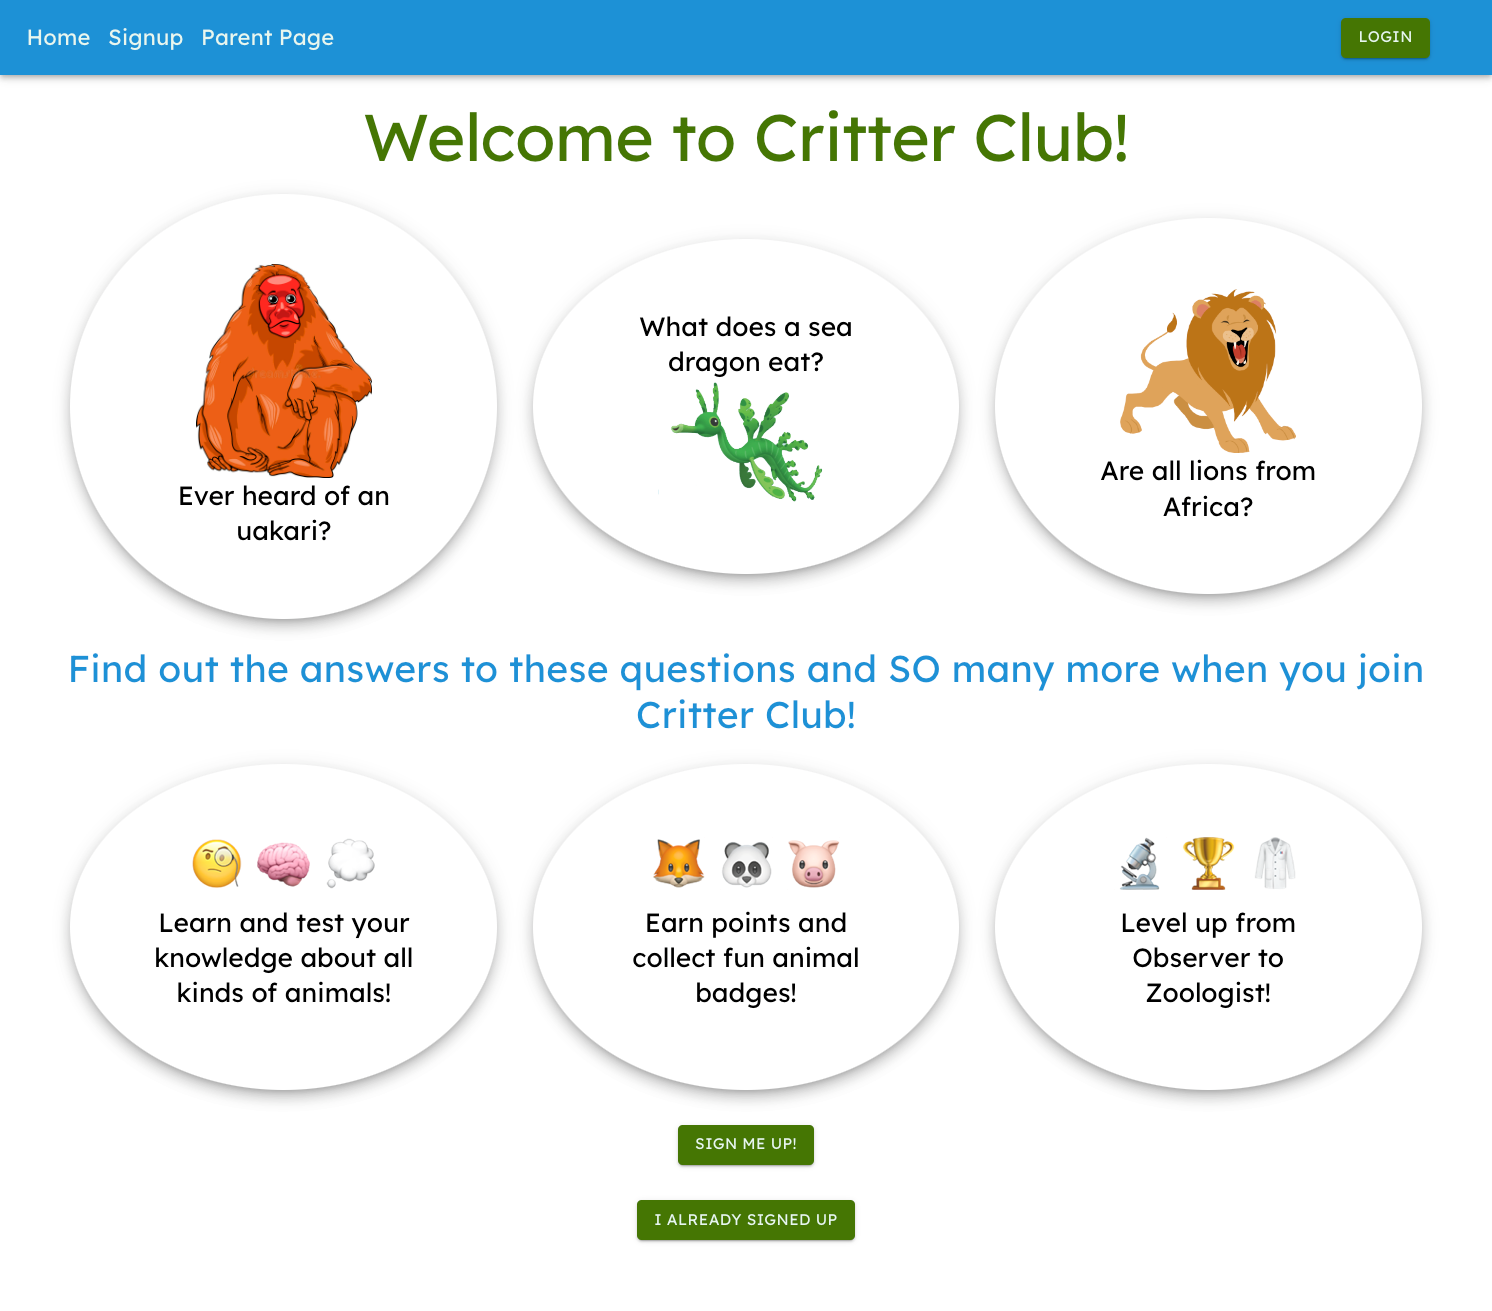 Home Signup Parent Page LOGIN
Welcome to Critter Club!
Ever heard of an
uakari?
What does a sea
dragon eat?
Are all lions from
Africa?
Find out the answers to these questions and SO many more when you join
Critter Club!
Learn and test your
knowledge about all
kinds of animals!
Earn points and
collect fun animal
badges!
Level up from
Observer to
Zoologist!
SIGN ME UP!
I ALREADY SIGNED UP